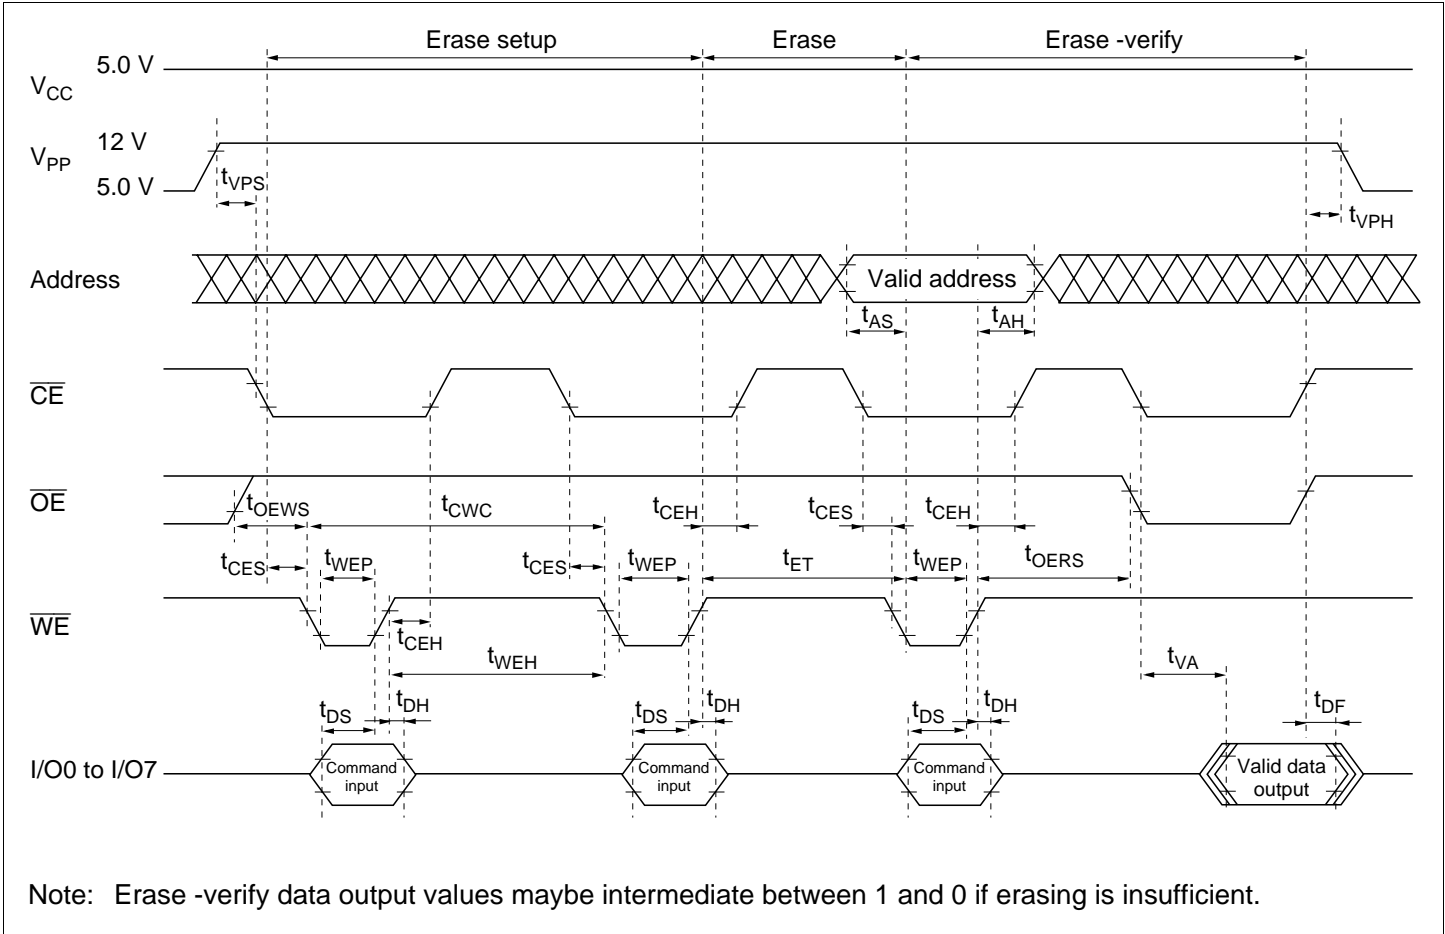 Erase setup Erase Erase -verify
VCC 5.0 V
VPP 12 V
5.0 V
tVPS
tVPH
Address
Valid address
tAS tAH
CE
OE
tOEWS tCWC tCEH tCES tCEH
tCES tWEP tCES tWEP tET tWEP tOERS
WE
tCEH
tWEH
tVA
tDS tDH tDS tDH tDS tDH tDF
I/O0 to I/O7
Command input
Command input
Command input
Valid data output
Note: Erase -verify data output values maybe intermediate between 1 and 0 if erasing is insufficient.